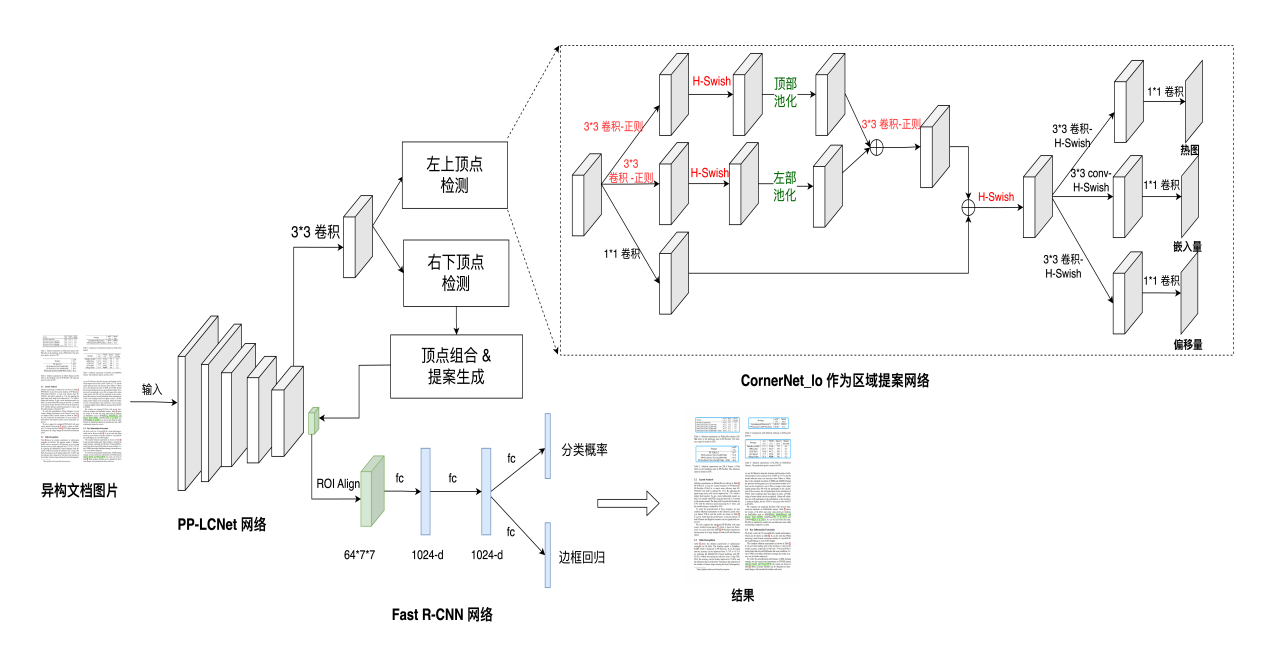 顶部
池化
H-Swish
3*3 卷积-正则
3*3 卷积-正则
3*3
卷积 -正则
H-Swish
左部
池化
1*1 卷积
H-Swish
3*3 卷积-
H-Swish
1*1 卷积
热图
3*3 conv-
H-Swish
1*1 卷积
嵌入量
3*3 卷积-
H-Swish
1*1 卷积
偏移量
CornerNet_lo 作为区域提案网络
左上顶点
检测
3*3 卷积
右下顶点
检测
顶点组合 &
提案生成
输入
异构文档图片
PP-LCNet 网络
ROI Align
64*7*7
fc
1024-d
fc
1024-d
fc
fc
分类概率
边框回归
Fast R-CNN 网络
结果